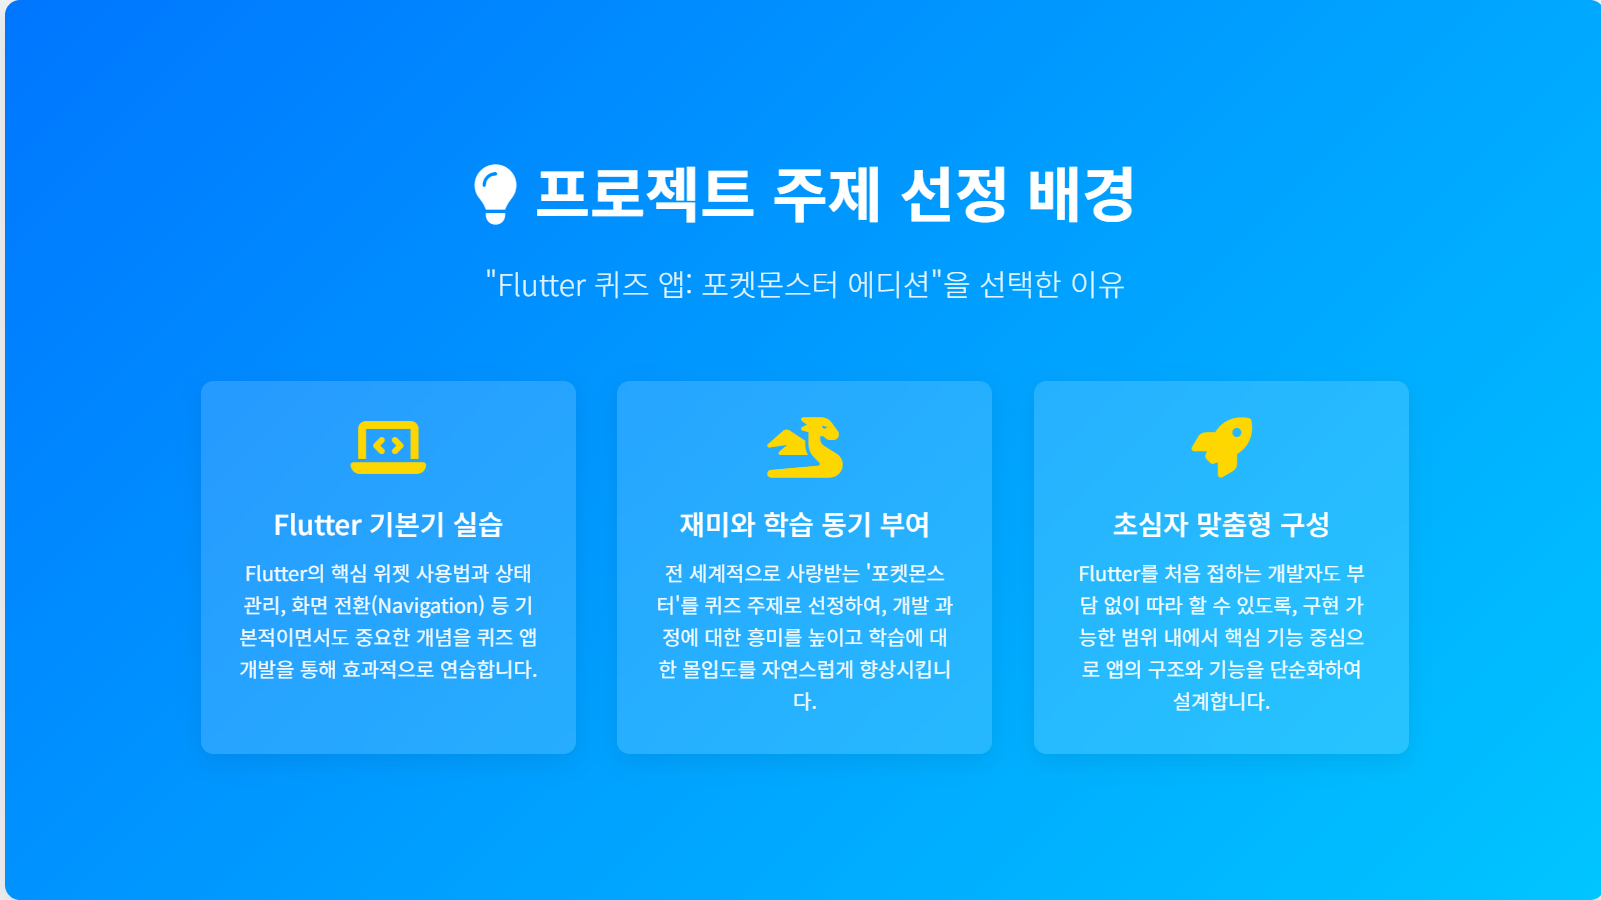 프로젝트 주제 선정 배경
"Flutter 퀴즈 앱: 포켓몬스터 에디션"을 선택한 이유
Flutter 기본기 실습
Flutter의 핵심 위젯 사용법과 상태
관리, 화면 전환(Navigation) 등 기
본적이면서도 중요한 개념을 퀴즈 앱
개발을 통해 효과적으로 연습합니다.
재미와 학습 동기 부여
전 세계적으로 사랑받는 '포켓몬스
터'를 퀴즈 주제로 선정하여, 개발 과
정에 대한 흥미를 높이고 학습에 대
한 몰입도를 자연스럽게 향상시킵니
다.
초심자 맞춤형 구성
Flutter를 처음 접하는 개발자도 부
담 없이 따라 할 수 있도록, 구현 가
능한 범위 내에서 핵심 기능 중심으
로 앱의 구조와 기능을 단순화하여
설계합니다.